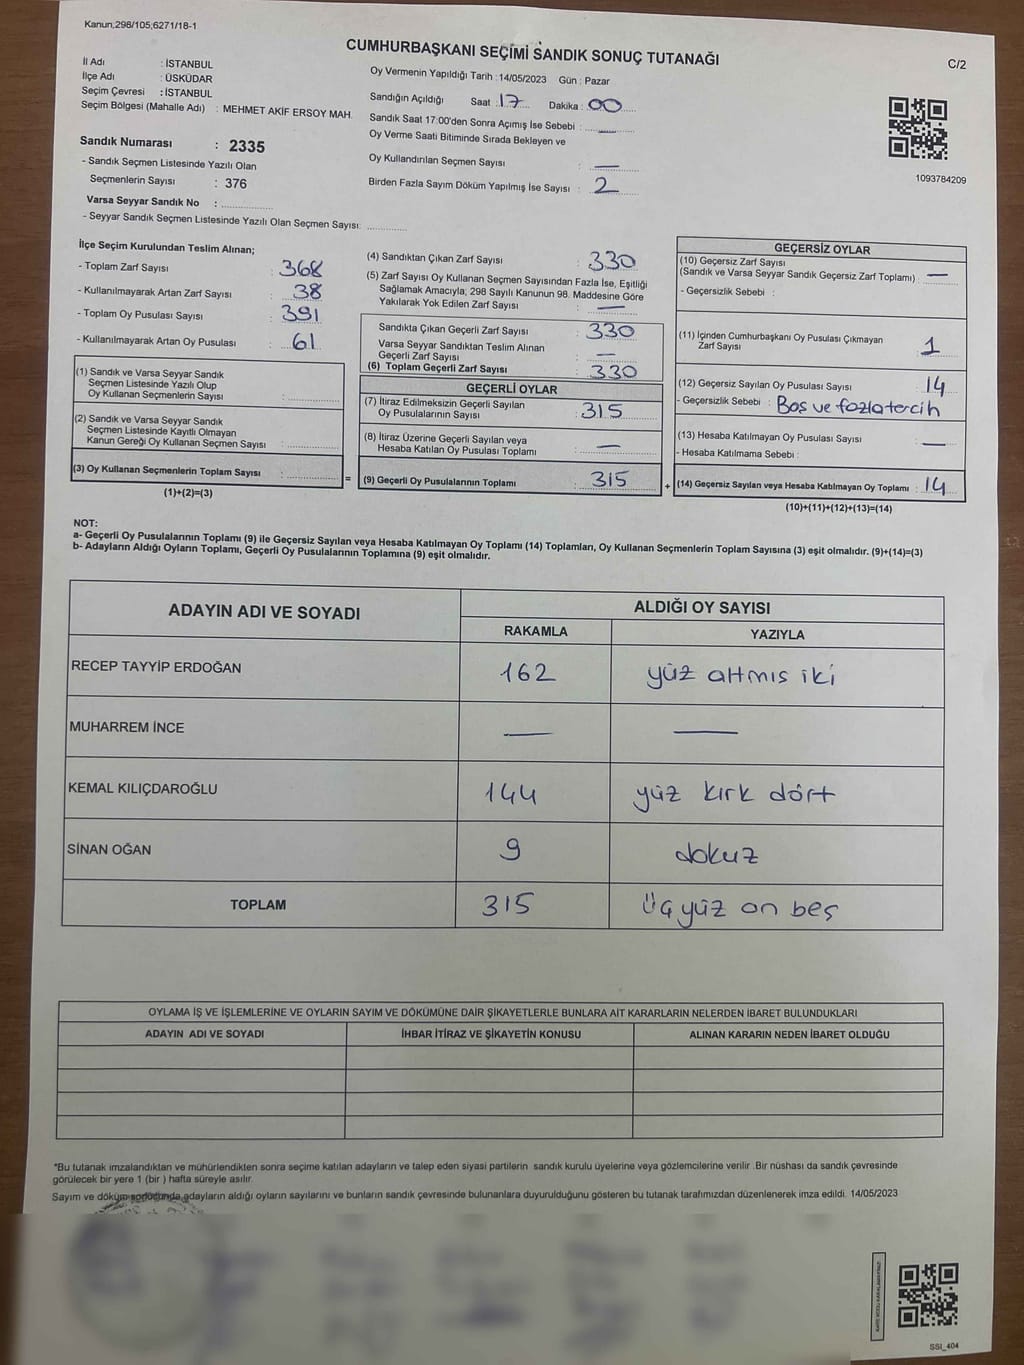 Kanun,298/105;6271/18-1
CUMHURBAŞKANI SEÇİMİ SANDIK SONUÇ TUTANAĞI
C/2
İl Adı : İSTANBUL
İlçe Adı : ÜSKÜDAR
Seçim Çevresi : İSTANBUL
Seçim Bölgesi (Mahalle Adı) : MEHMET AKİF ERSOY MAH.
Oy Vermenin Yapıldığı Tarih : 14/05/2023 Gün : Pazar
Sandığın Açıldığı Saat : 17 Dakika : 00
Sandık Saat 17:00'den Sonra Açımış İse Sebebi : —
Oy Verme Saati Bitiminde Sırada Bekleyen ve
Oy Kullandırılan Seçmen Sayısı : —
Birden Fazla Sayım Döküm Yapılmış İse Sayısı : 2
1093784209
Sandık Numarası : 2335
- Sandık Seçmen Listesinde Yazılı Olan
Seçmenlerin Sayısı : 376
Varsa Seyyar Sandık No :
- Seyyar Sandık Seçmen Listesinde Yazılı Olan Seçmen Sayısı:
İlçe Seçim Kurulundan Teslim Alınan;
- Toplam Zarf Sayısı : 368
- Kullanılmayarak Artan Zarf Sayısı : 38
- Toplam Oy Pusulası Sayısı : 391
- Kullanılmayarak Artan Oy Pusulası : 61
(1) Sandık ve Varsa Seyyar Sandık
Seçmen Listesinde Yazılı Olup
Oy Kullanan Seçmenlerin Sayısı :
(2) Sandık ve Varsa Seyyar Sandık
Seçmen Listesinde Kayıtlı Olmayan
Kanun Gereği Oy Kullanan Seçmen Sayısı :
(3) Oy Kullanan Seçmenlerin Toplam Sayısı : =
(1)+(2)=(3)
(4) Sandıktan Çıkan Zarf Sayısı : 330
(5) Zarf Sayısı Oy Kullanan Seçmen Sayısından Fazla İse, Eşitliği
Sağlamak Amacıyla, 298 Sayılı Kanunun 98. Maddesine Göre
Yakılarak Yok Edilen Zarf Sayısı : —
Sandıkta Çıkan Geçerli Zarf Sayısı : 330
Varsa Seyyar Sandıktan Teslim Alınan
Geçerli Zarf Sayısı : —
(6) Toplam Geçerli Zarf Sayısı : 330
GEÇERLİ OYLAR
(7) İtiraz Edilmeksizin Geçerli Sayılan
Oy Pusulalarının Sayısı : 315
(8) İtiraz Üzerine Geçerli Sayılan veya
Hesaba Katılan Oy Pusulası Toplamı : —
(9) Geçerli Oy Pusulalarının Toplamı : 315 +
GEÇERSİZ OYLAR
(10) Geçersiz Zarf Sayısı
(Sandık ve Varsa Seyyar Sandık Geçersiz Zarf Toplamı) : —
- Geçersizlik Sebebi :
(11) İçinden Cumhurbaşkanı Oy Pusulası Çıkmayan
Zarf Sayısı : 1
(12) Geçersiz Sayılan Oy Pusulası Sayısı : 14
- Geçersizlik Sebebi : Boş ve fazla tercih
(13) Hesaba Katılmayan Oy Pusulası Sayısı : —
- Hesaba Katılmama Sebebi :
(14) Geçersiz Sayılan veya Hesaba Katılmayan Oy Toplamı : 14
(10)+(11)+(12)+(13)=(14)
NOT:
a- Geçerli Oy Pusulalarının Toplamı (9) ile Geçersiz Sayılan veya Hesaba Katılmayan Oy Toplamı (14) Toplamları, Oy Kullanan Seçmenlerin Toplam Sayısına (3) eşit olmalıdır. (9)+(14)=(3)
b- Adayların Aldığı Oyların Toplamı, Geçerli Oy Pusulalarının Toplamına (9) eşit olmalıdır.
ADAYIN ADI VE SOYADI ALDIĞI OY SAYISI
RAKAMLA YAZIYLA
RECEP TAYYİP ERDOĞAN 162 yüz altmıs iki
MUHARREM İNCE — —
KEMAL KILIÇDAROĞLU 144 yüz kırk dört
SİNAN OĞAN 9 dokuz
TOPLAM 315 Üç yüz on beş
OYLAMA İŞ VE İŞLEMLERİNE VE OYLARIN SAYIM VE DÖKÜMÜNE DAİR ŞİKAYETLERLE BUNLARA AİT KARARLARIN NELERDEN İBARET BULUNDUKLARI
ADAYIN ADI VE SOYADI İHBAR İTİRAZ VE ŞİKAYETİN KONUSU ALINAN KARARIN NEDEN İBARET OLDUĞU
*Bu tutanak imzalandıktan ve mühürlendikten sonra seçime katılan adayların ve talep eden siyasi partilerin sandık kurulu üyelerine veya gözlemcilerine verilir .Bir nüshası da sandık çevresinde
görülecek bir yere 1 (bir ) hafta süreyle asılır.
Sayım ve döküm sonucunda adayların aldığı oyların sayılarını ve bunların sandık çevresinde bulunanlara duyurulduğunu gösteren bu tutanak tarafımızdan düzenlenerek imza edildi. 14/05/2023
SSI_404